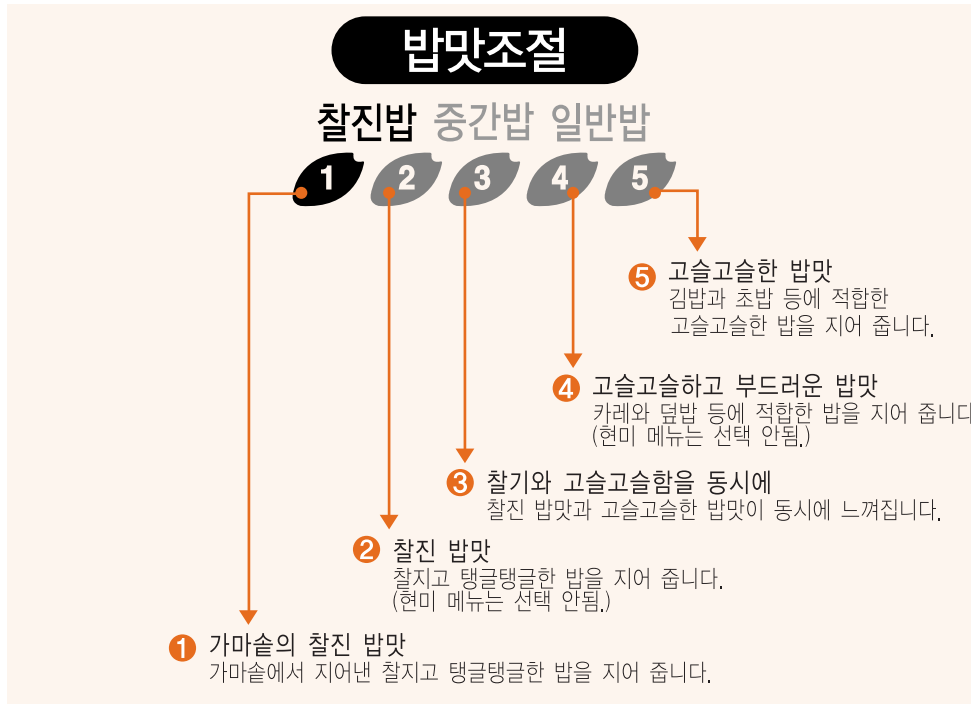 밥맛조절
찰진밥 중간밥 일반밥
1 2 3 4 5
5 고슬고슬한 밥맛
김밥과 초밥 등에 적합한
고슬고슬한 밥을 지어 줍니다.
4 고슬고슬하고 부드러운 밥맛
카레와 덮밥 등에 적합한 밥을 지어 줍니다
(현미 메뉴는 선택 안됨.)
3 찰기와 고슬고슬함을 동시에
찰진 밥맛과 고슬고슬한 밥맛이 동시에 느껴집니다.
2 찰진 밥맛
찰지고 탱글탱글한 밥을 지어 줍니다.
(현미 메뉴는 선택 안됨.)
1 가마솥의 찰진 밥맛
가마솥에서 지어낸 찰지고 탱글탱글한 밥을 지어 줍니다.